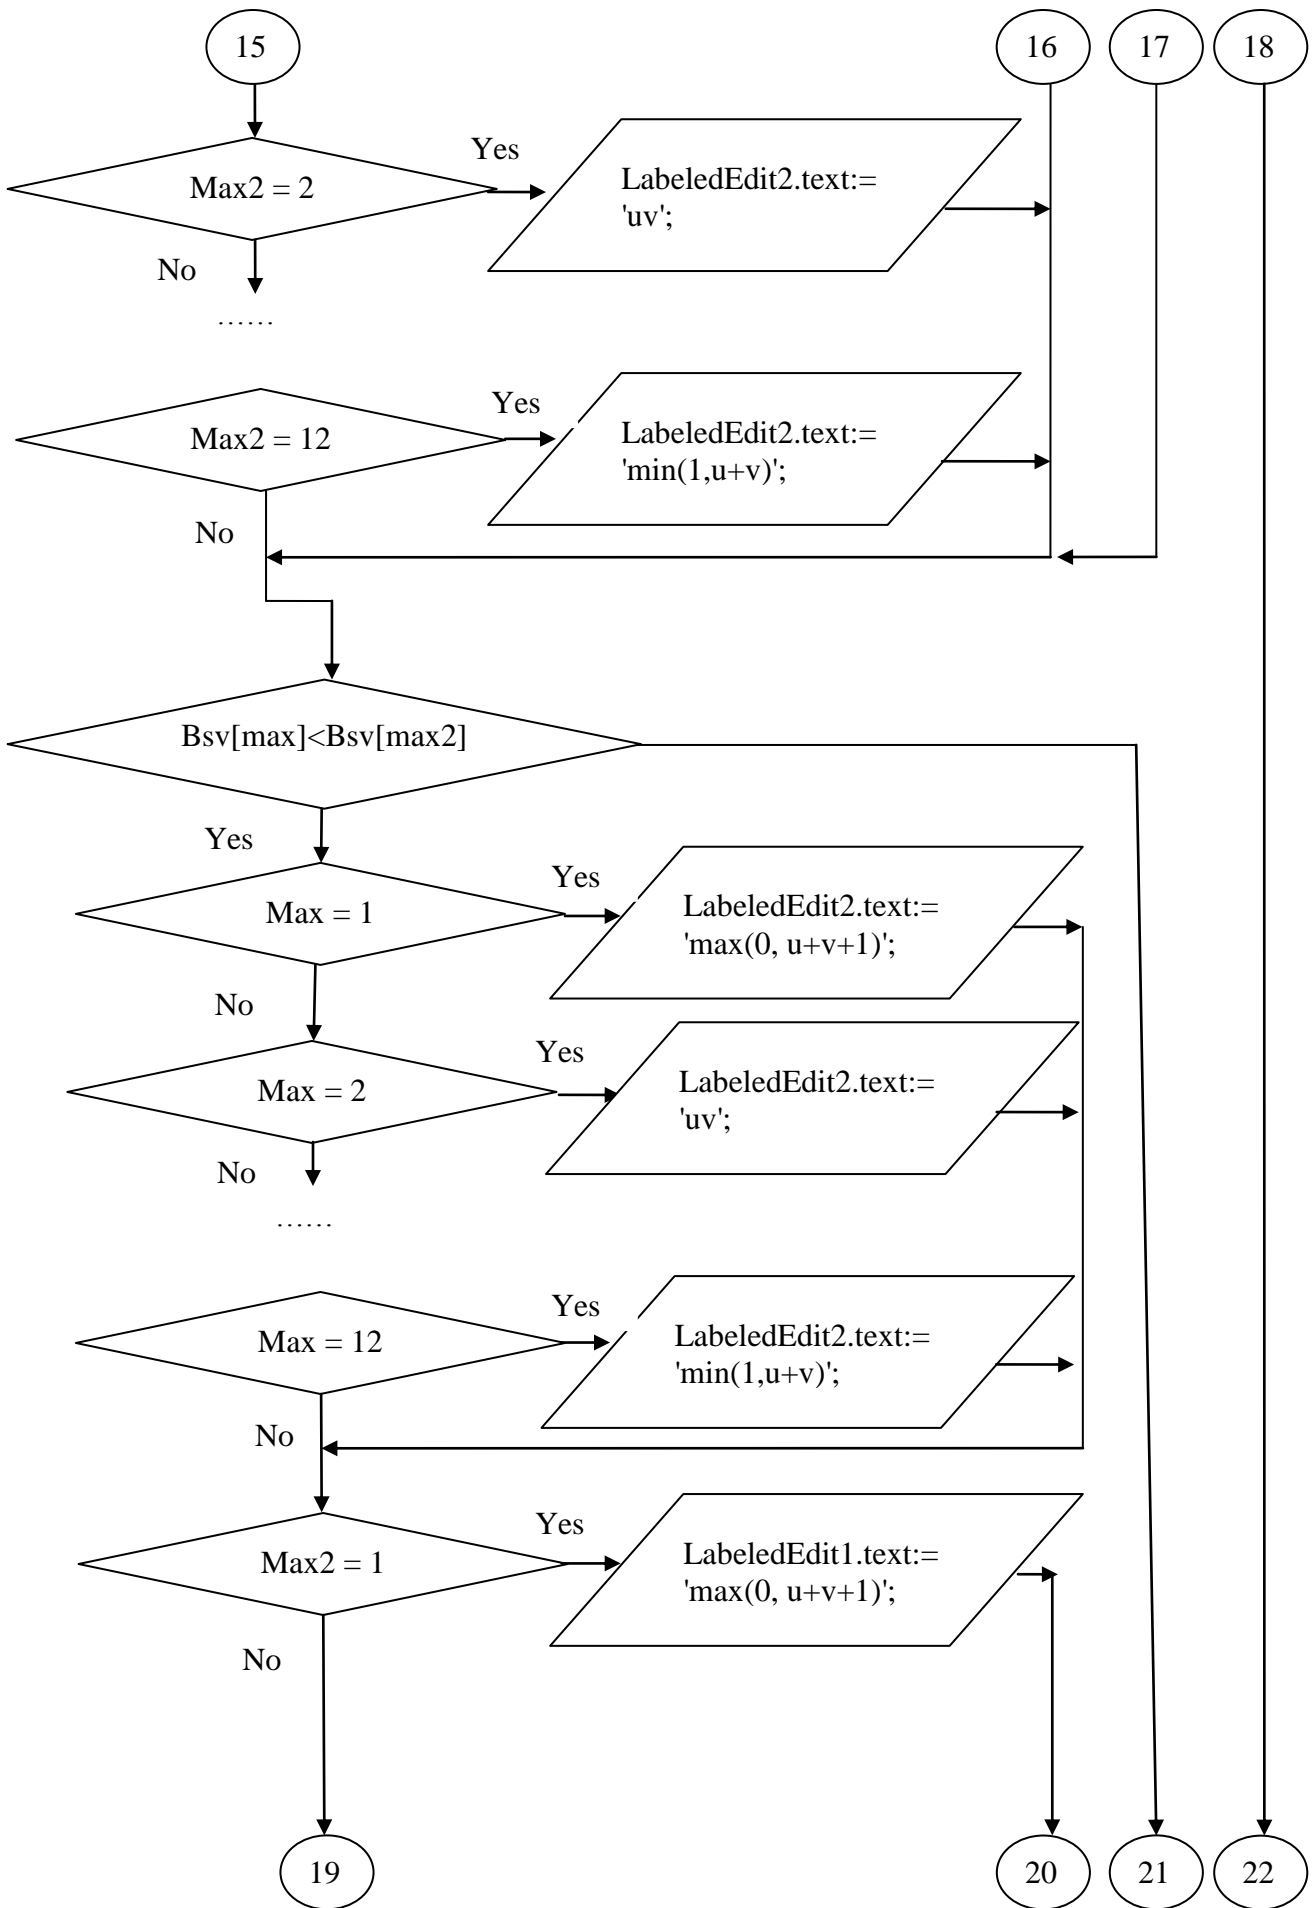 15
16
17
18
Yes
Max2 = 2
LabeledEdit2.text:=
'uv';
No
......
Yes
Max2 = 12
LabeledEdit2.text:=
'min(1,u+v)';
No
Bsv[max]<Bsv[max2]
Yes
Yes
Max = 1
LabeledEdit2.text:=
'max(0, u+v+1)';
No
Yes
Max = 2
LabeledEdit2.text:=
'uv';
No
......
Yes
Max = 12
LabeledEdit2.text:=
'min(1,u+v)';
No
Yes
Max2 = 1
LabeledEdit1.text:=
'max(0, u+v+1)';
No
19
20
21
22